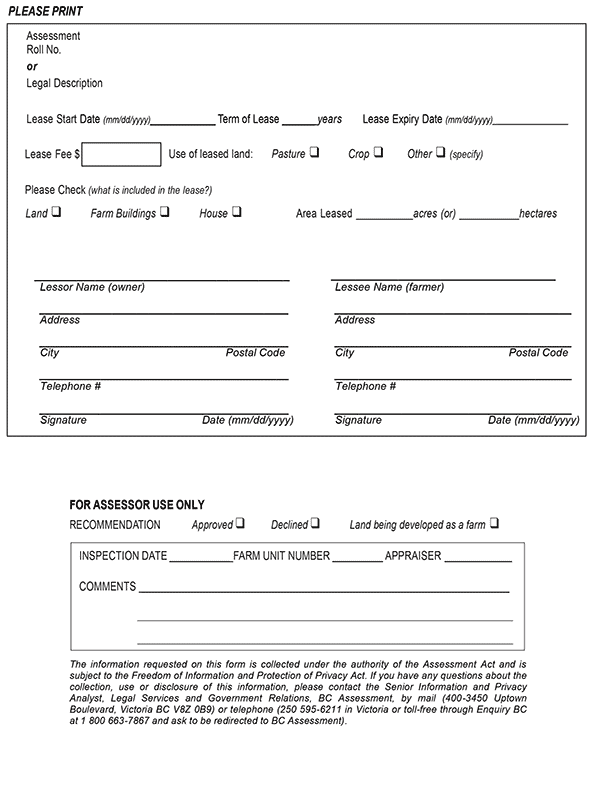 PLEASE PRINT
Assessment
Roll No.
or
Legal Description
Lease Start Date (mm/dd/yyyy)____________ Term of Lease ______years Lease Expiry Date (mm/dd/yyyy)______________
Lease Fee $ Use of leased land: Pasture ❑ Crop ❑ Other ❑ (specify)
Please Check (what is included in the lease?)
Land ❑ Farm Buildings ❑ House ❑ Area Leased __________acres (or) __________hectares
Lessor Name (owner) Lessee Name (farmer)
Address Address
City Postal Code City Postal Code
Telephone # Telephone #
Signature Date (mm/dd/yyyy) Signature Date (mm/dd/yyyy)
FOR ASSESSOR USE ONLY
RECOMMENDATION Approved ❑ Declined ❑ Land being developed as a farm ❑
INSPECTION DATE ___________FARM UNIT NUMBER _________ APPRAISER ____________
COMMENTS ____________________________________________
The information requested on this form is collected under the authority of the Assessment Act and is
subject to the Freedom of Information and Protection of Privacy Act. If you have any questions about the
collection, use or disclosure of this information, please contact the Senior Information and Privacy
Analyst, Legal Services and Government Relations, BC Assessment, by mail (400-3450 Uptown
Boulevard, Victoria BC V8Z 0B9) or telephone (250 595-6211 in Victoria or toll-free through Enquiry BC
at 1 800 663-7867 and ask to be redirected to BC Assessment).